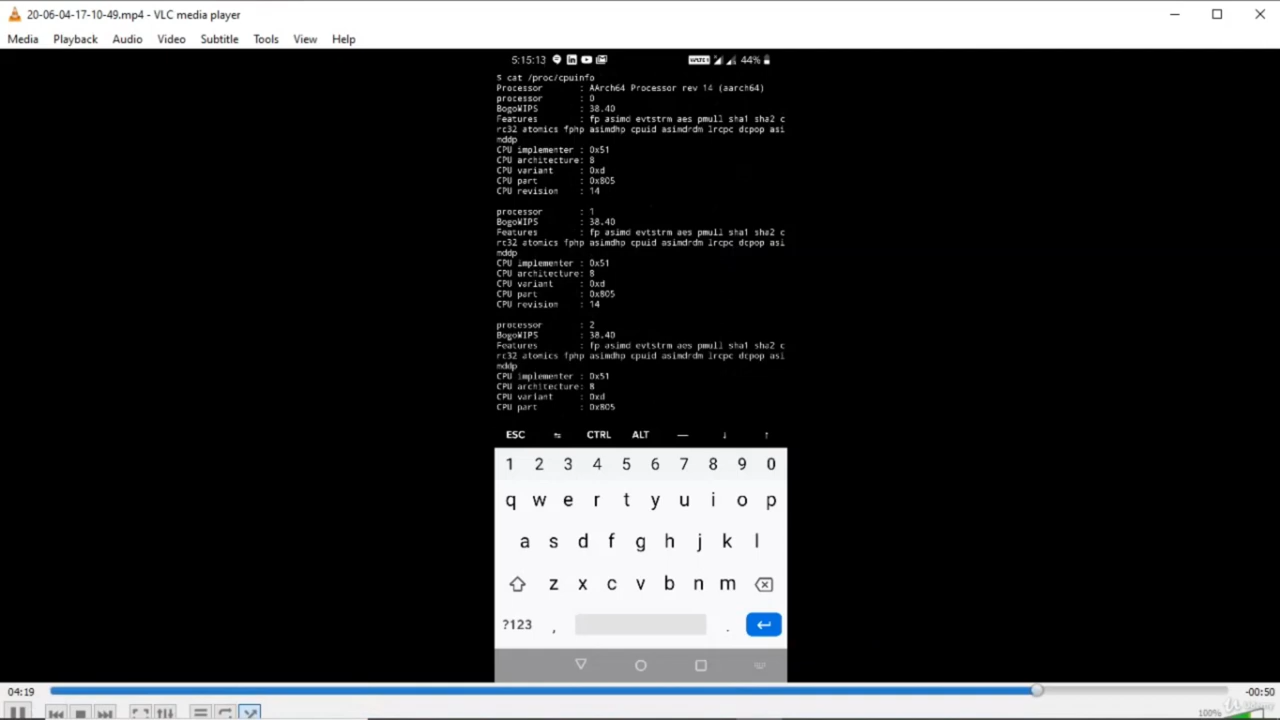 20-06-04-17-10-49.mp4 - VLC media player
Media Playback Audio Video Subtitle Tools View Help
5:15:13 44%
$ cat /proc/cpuinfo
Processor : AArch64 Processor rev 14 (aarch64)
processor : 0
BogoMIPS : 38.40
Features : fp asimd evtstrm aes pmull sha1 sha2 c
rc32 atomics fphp asimdhp cpuid asimdrdm lrcpc dcpop asi
mddp
CPU implementer : 0x51
CPU architecture: 8
CPU variant : 0xd
CPU part : 0x805
CPU revision : 14
processor : 1
BogoMIPS : 38.40
Features : fp asimd evtstrm aes pmull sha1 sha2 c
rc32 atomics fphp asimdhp cpuid asimdrdm lrcpc dcpop asi
mddp
CPU implementer : 0x51
CPU architecture: 8
CPU variant : 0xd
CPU part : 0x805
CPU revision : 14
processor : 2
BogoMIPS : 38.40
Features : fp asimd evtstrm aes pmull sha1 sha2 c
rc32 atomics fphp asimdhp cpuid asimdrdm lrcpc dcpop asi
mddp
CPU implementer : 0x51
CPU architecture: 8
CPU variant : 0xd
CPU part : 0x805
ESC ⇆ CTRL ALT — ↓ ↑
1 2 3 4 5 6 7 8 9 0
q w e r t y u i o p
a s d f g h j k l
z x c v b n m
?123 , .
04:19 -00:50
100%